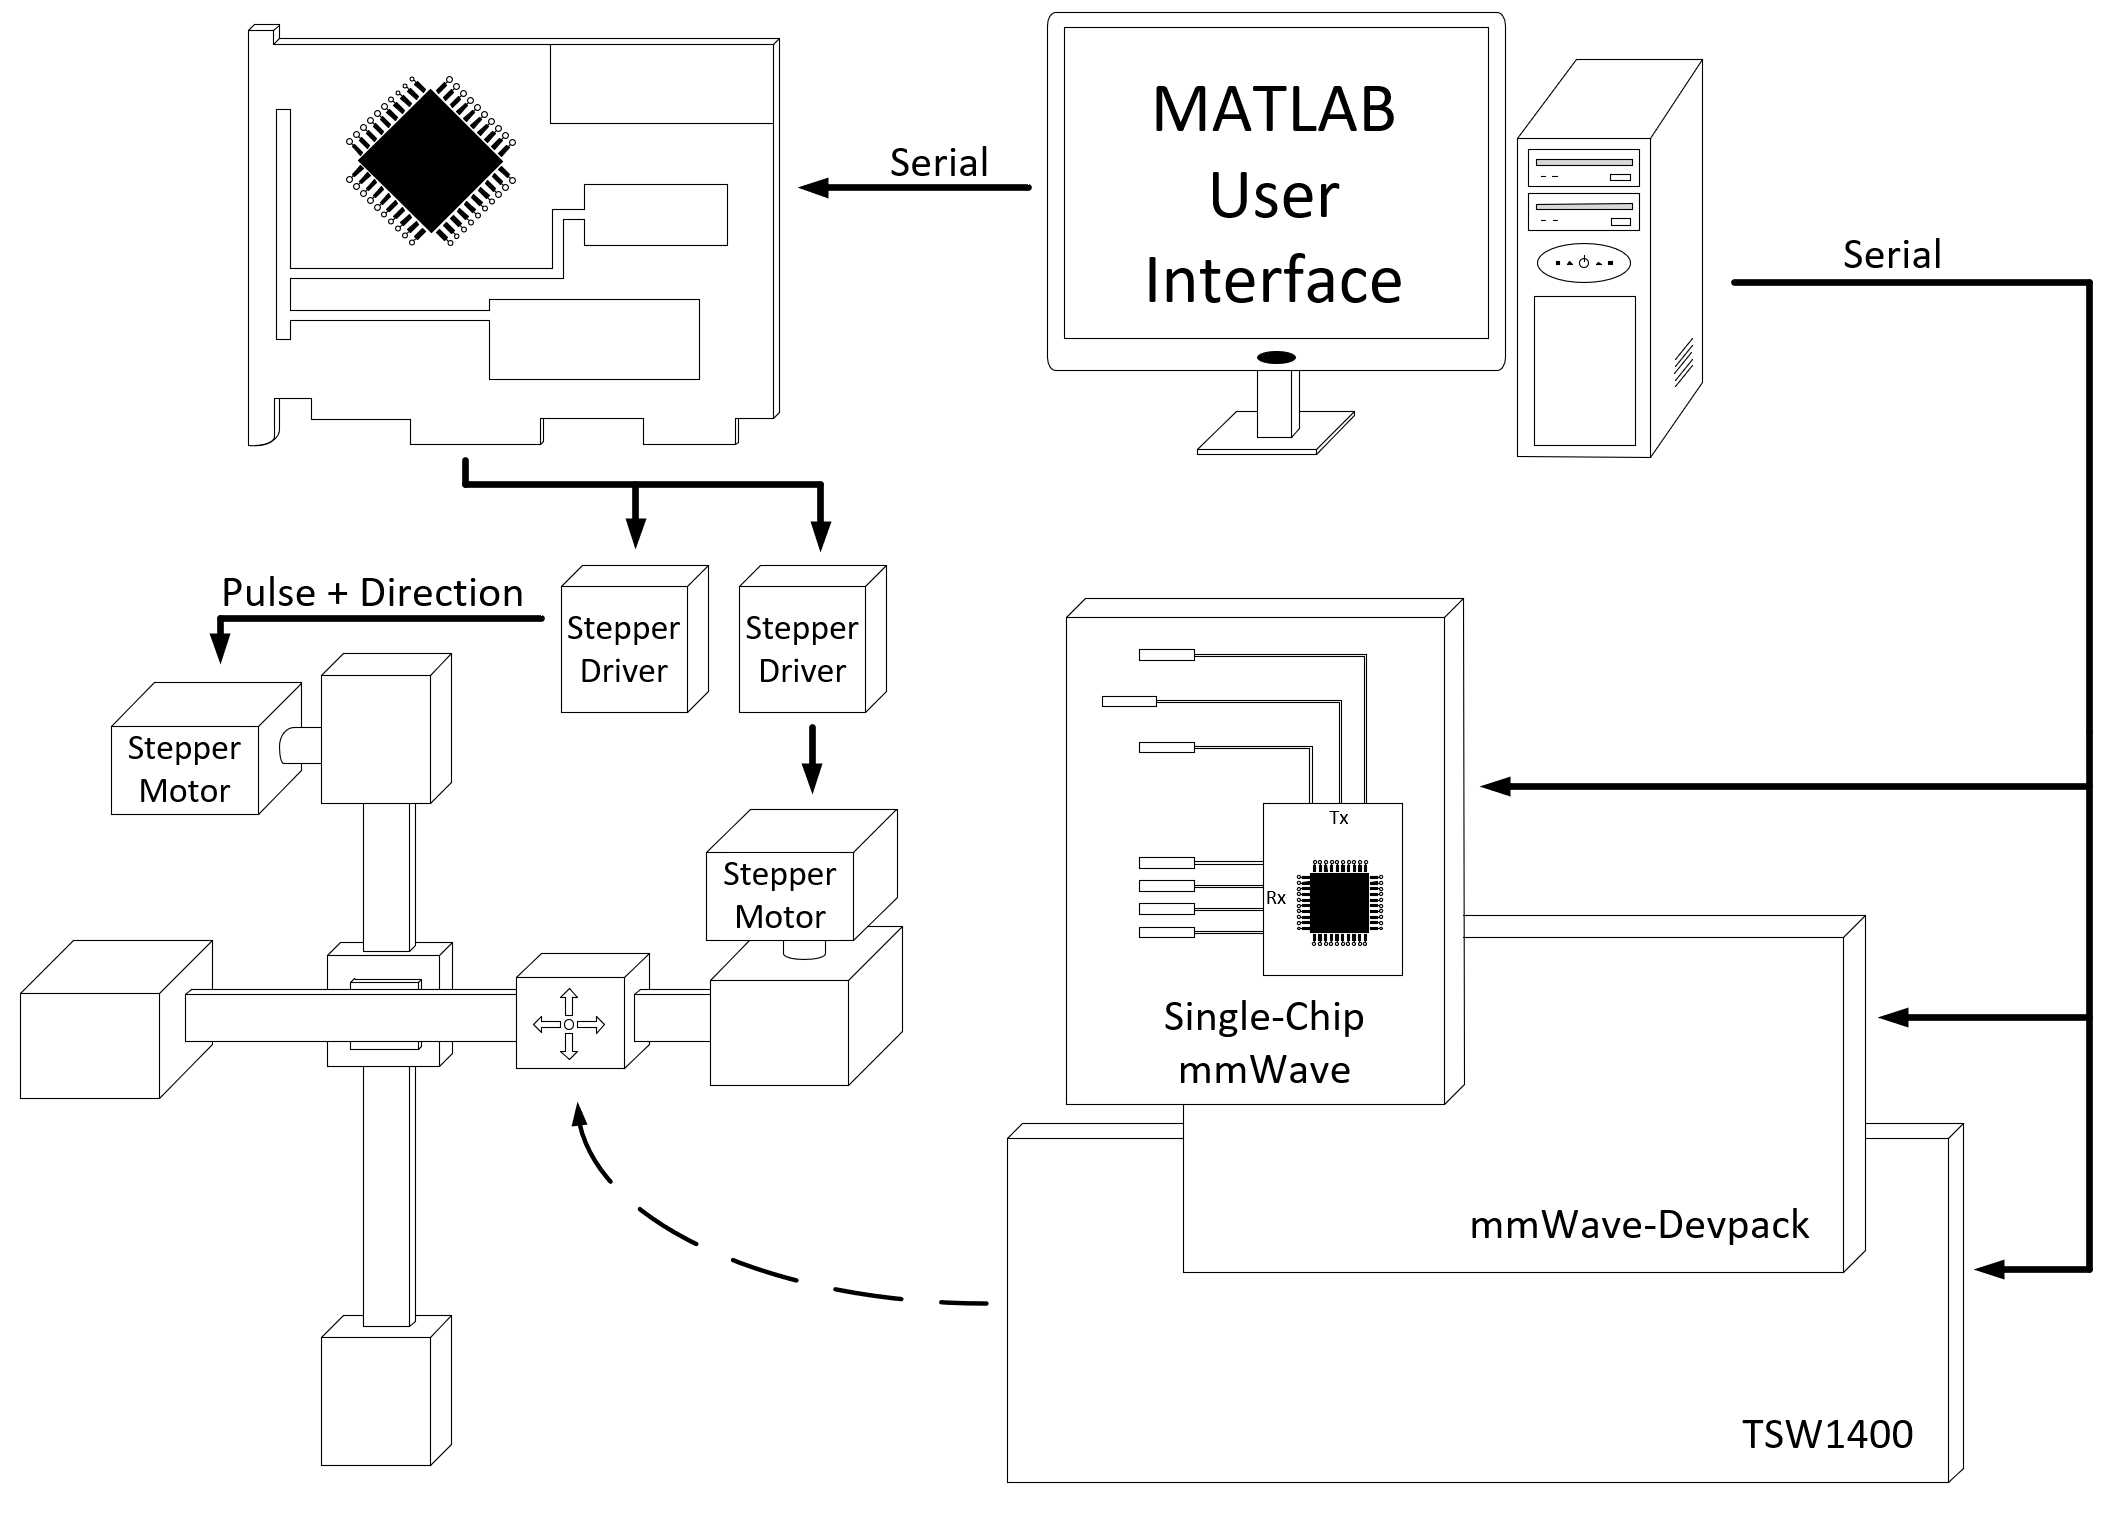 MATLAB
User
Interface
Serial
Serial
Pulse + Direction
Stepper
Driver
Stepper
Driver
Stepper
Motor
Stepper
Motor
Tx
Rx
Single-Chip
mmWave
mmWave-Devpack
TSW1400